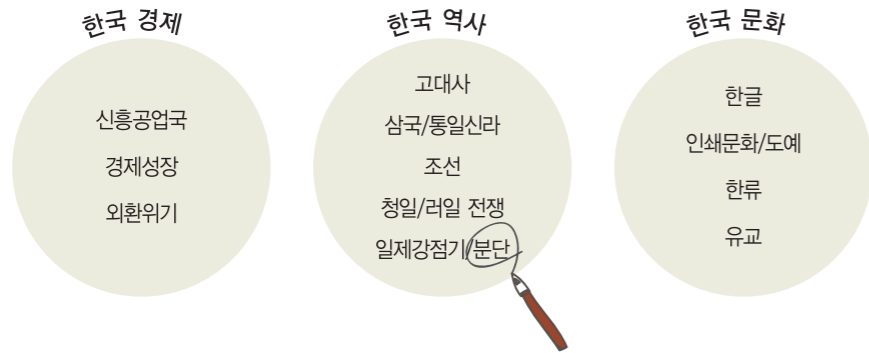 한국 경제
신흥공업국
경제성장
외환위기
한국 역사
고대사
삼국/통일신라
조선
청일/러일 전쟁
일제강점기/분단
한국 문화
한글
인쇄문화/도예
한류
유교